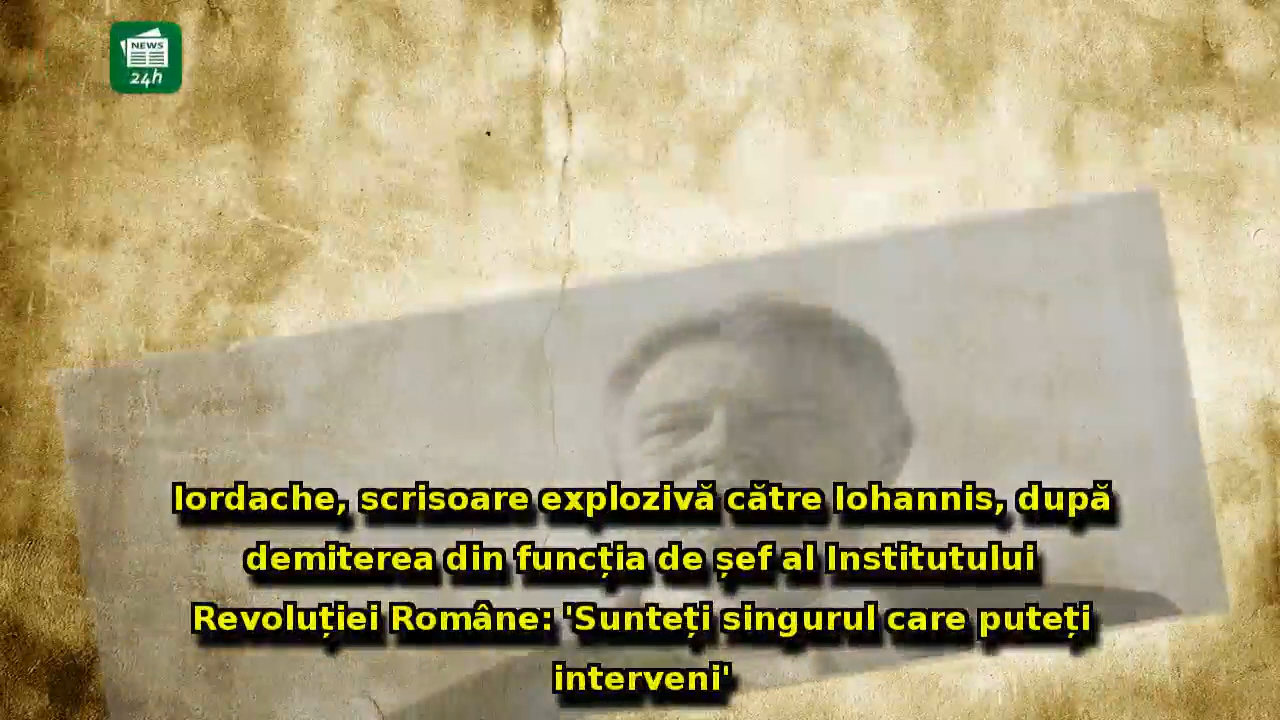 NEWS
24h
Iordache, scrisoare explozivă către Iohannis, după
demiterea din funcția de șef al Institutului
Revoluției Române: 'Sunteți singurul care puteți
interveni'